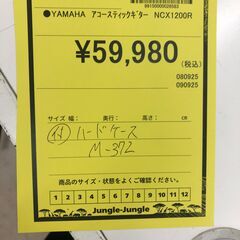 ●YAMAHA アコースティックギター NCX1200R
¥59,980
(税込)
080925
090925
サイズ 幅： 奥行： 高さ： cm
付 ハードケース
M-372
商品のサイズ・状態をよくご確認ください。
1 2 3 4 5 6 7 8 9 10 11 12
Jungle-Jungle